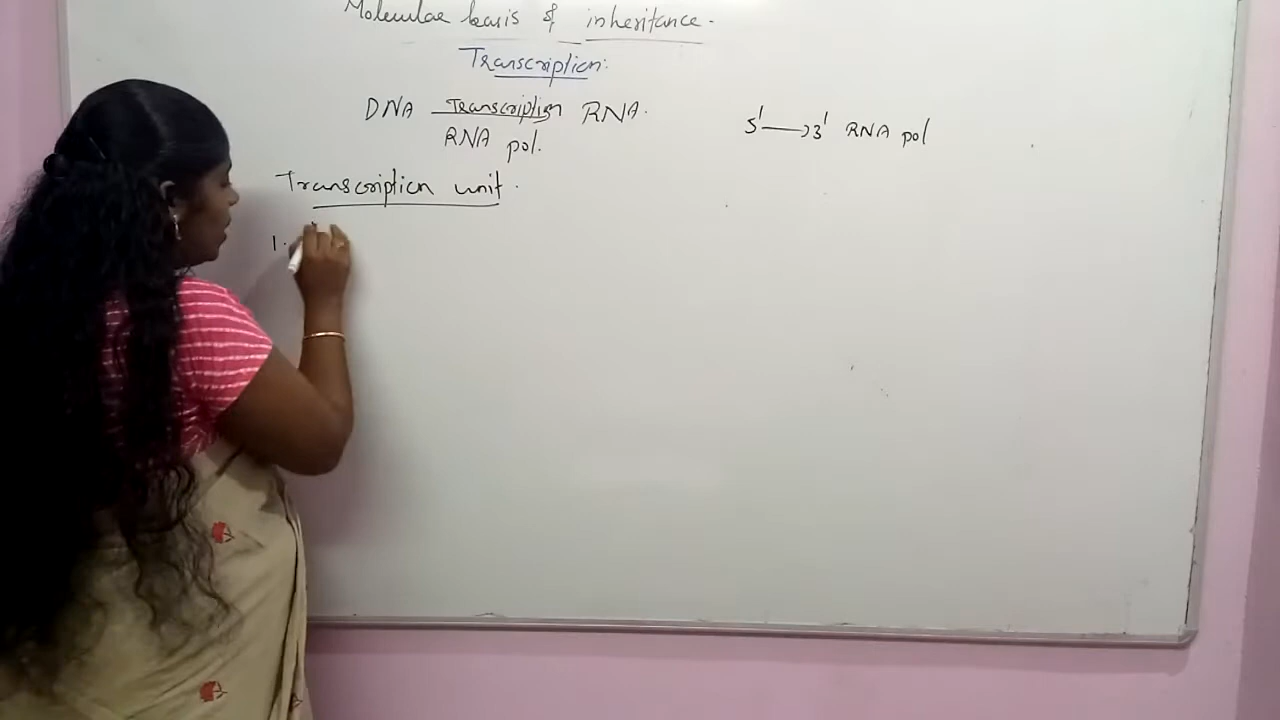 Molecular basis of inheritance.
Transcription:
DNA Transcription RNA.
RNA pol.
5' → 3' RNA pol
Transcription unit.
1.